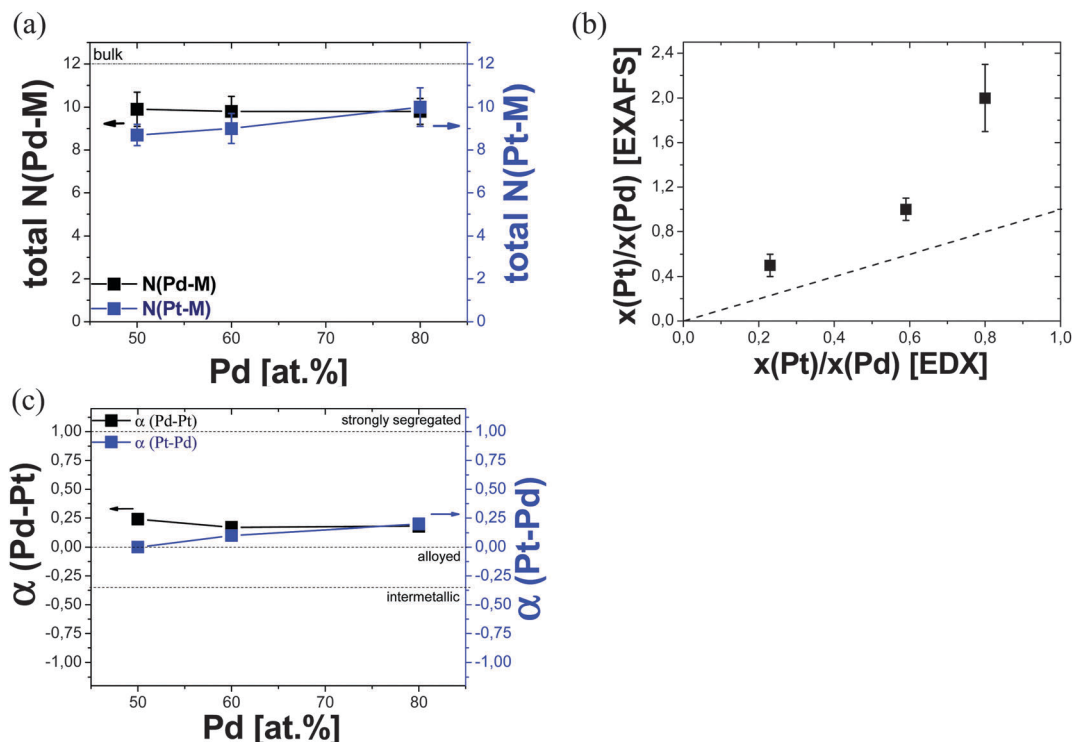 (a)
bulk
12
10
8
6
4
2
0
total N(Pd-M)
12
10
8
6
4
2
0
total N(Pt-M)
N(Pd-M)
N(Pt-M)
50 60 70 80
Pd [at.%]
(b)
2,4
2,0
1,6
1,2
0,8
0,4
0,0
x(Pt)/x(Pd) [EXAFS]
0,0 0,2 0,4 0,6 0,8 1,0
x(Pt)/x(Pd) [EDX]
(c)
α (Pd-Pt)
α (Pt-Pd)
strongly segregated
alloyed
intermetallic
1,00
0,75
0,50
0,25
0,00
-0,25
-0,50
-0,75
-1,00
α (Pd-Pt)
1,00
0,75
0,50
0,25
0,00
-0,25
-0,50
-0,75
-1,00
α (Pt-Pd)
50 60 70 80
Pd [at.%]